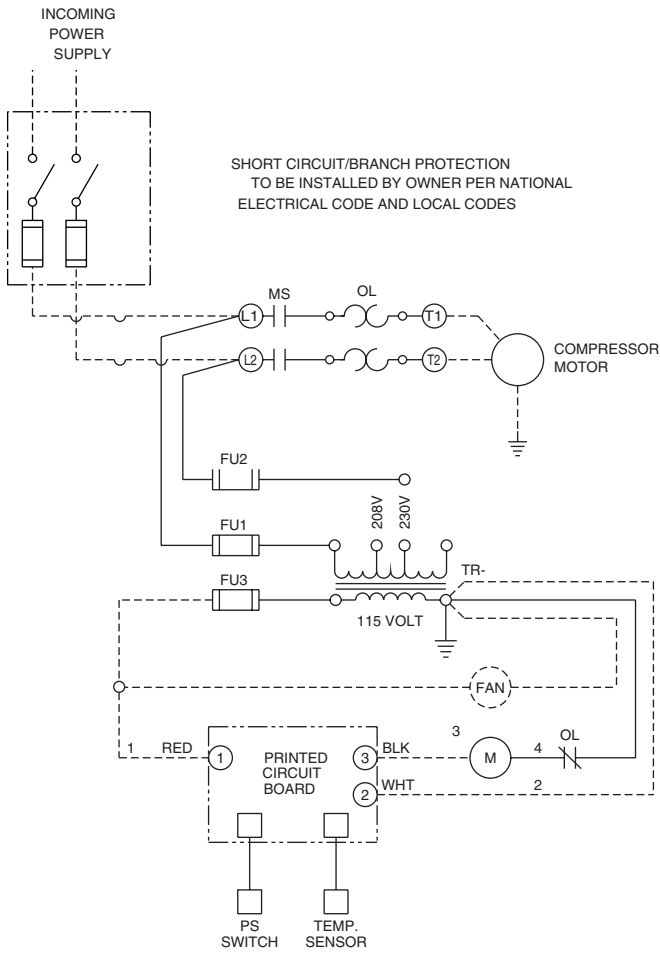 INCOMING
POWER
SUPPLY
SHORT CIRCUIT/BRANCH PROTECTION
TO BE INSTALLED BY OWNER PER NATIONAL
ELECTRICAL CODE AND LOCAL CODES
MS
OL
L1
T1
L2
T2
COMPRESSOR
MOTOR
FU2
208V
230V
FU1
FU3
TR-
115 VOLT
FAN
1
RED
1
PRINTED
CIRCUIT
BOARD
3
BLK
3
M
4
OL
2
WHT
2
PS
SWITCH
TEMP.
SENSOR